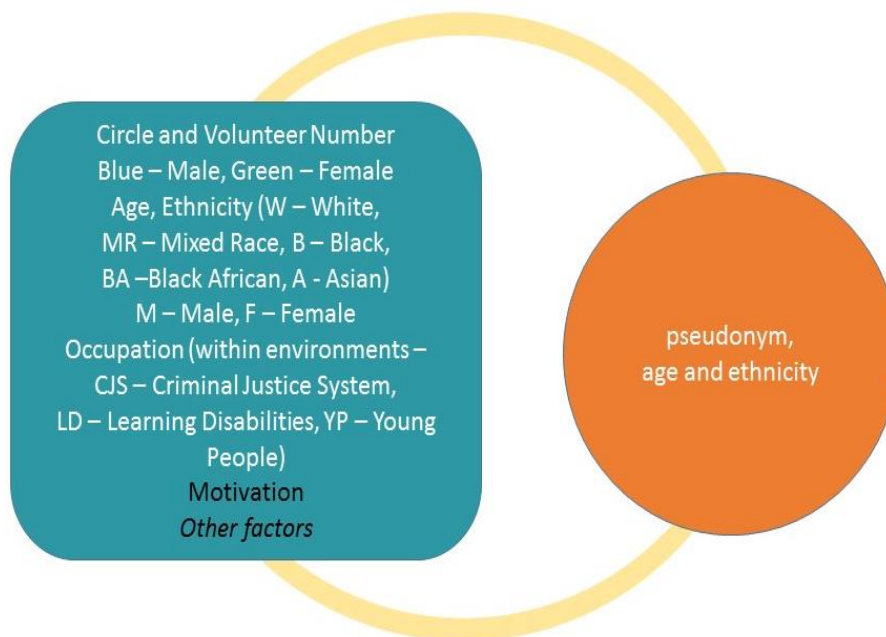 Circle and Volunteer Number
Blue – Male, Green – Female
Age, Ethnicity (W – White,
MR – Mixed Race, B – Black,
BA –Black African, A - Asian)
M – Male, F – Female
Occupation (within environments –
CJS – Criminal Justice System,
LD – Learning Disabilities, YP – Young
People)
Motivation
Other factors
pseudonym,
age and ethnicity